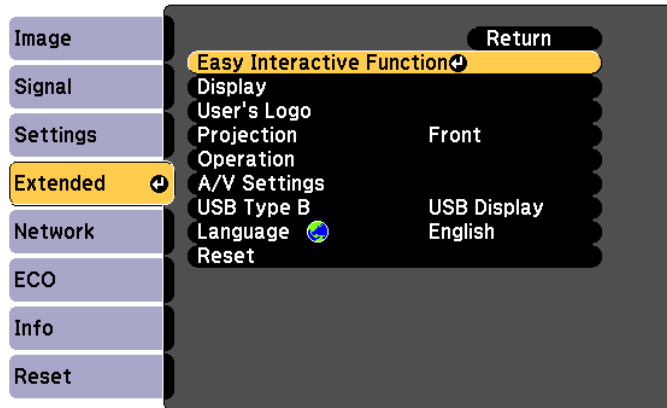 Image
Signal
Settings
Extended
Network
ECO
Info
Reset
Return
Easy Interactive Function
Display
User's Logo
Projection Front
Operation
A/V Settings
USB Type B USB Display
Language English
Reset